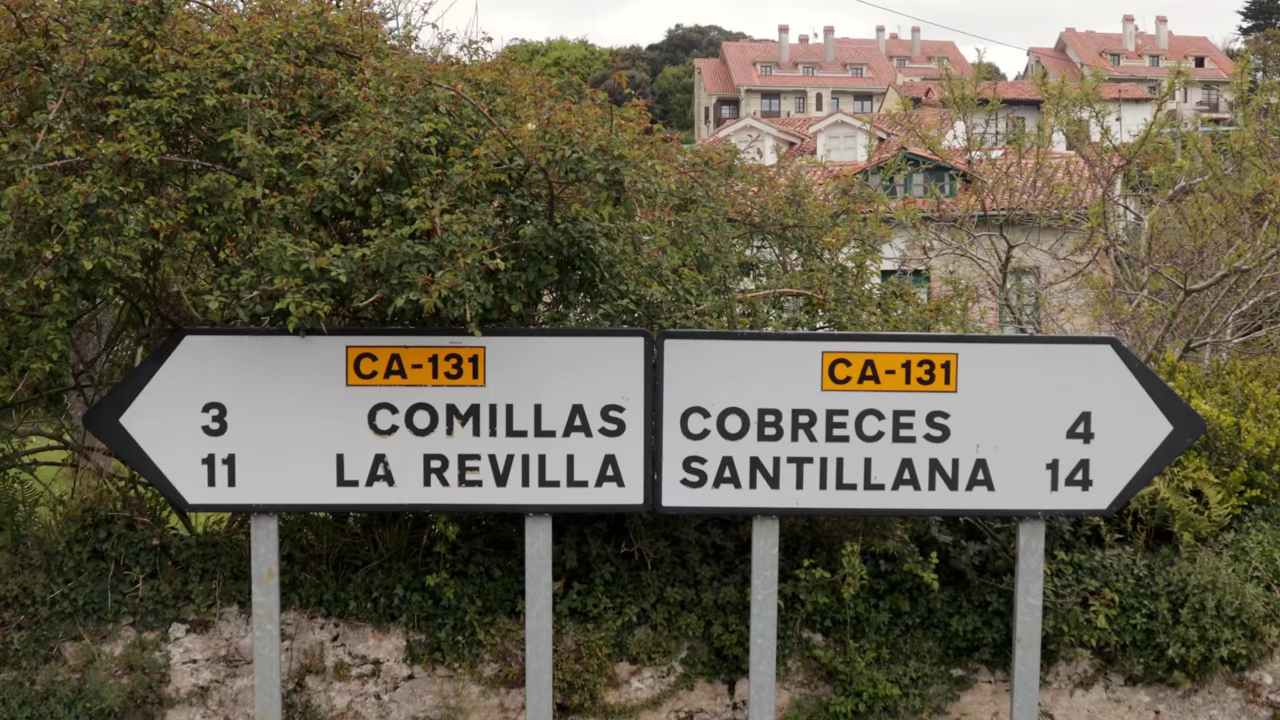 CA-131
3 COMILLAS
11 LA REVILLA
CA-131
COBRECES 4
SANTILLANA 14